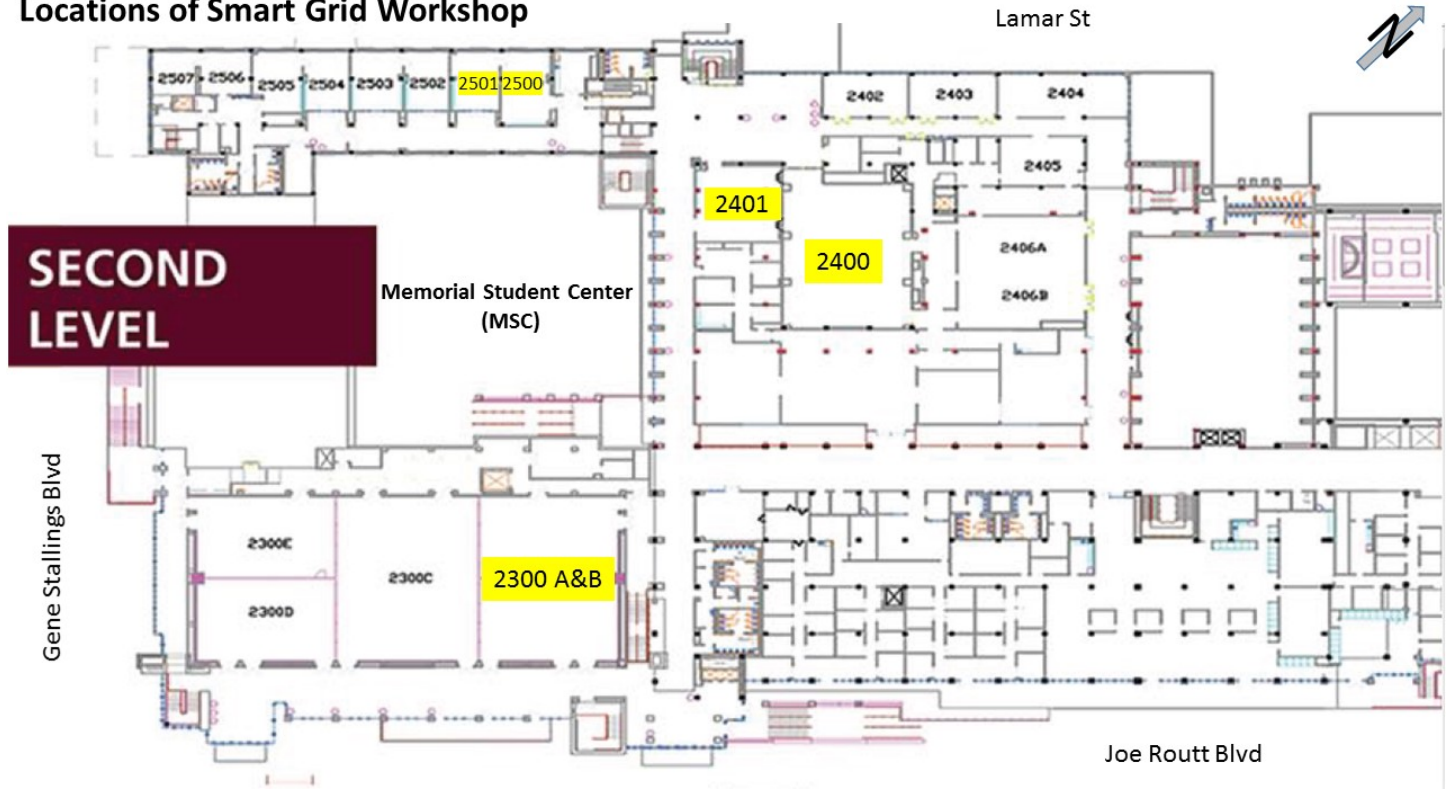 Locations of Smart Grid Workshop
Lamar St
N
2507 2506 2505 2504 2503 2502 2501 2500
2402 2403 2404
2405
2401
2400
2406A
2406B
SECOND
LEVEL
Memorial Student Center
(MSC)
Gene Stallings Blvd
2300E
2300C
2300 A&B
2300D
Joe Routt Blvd